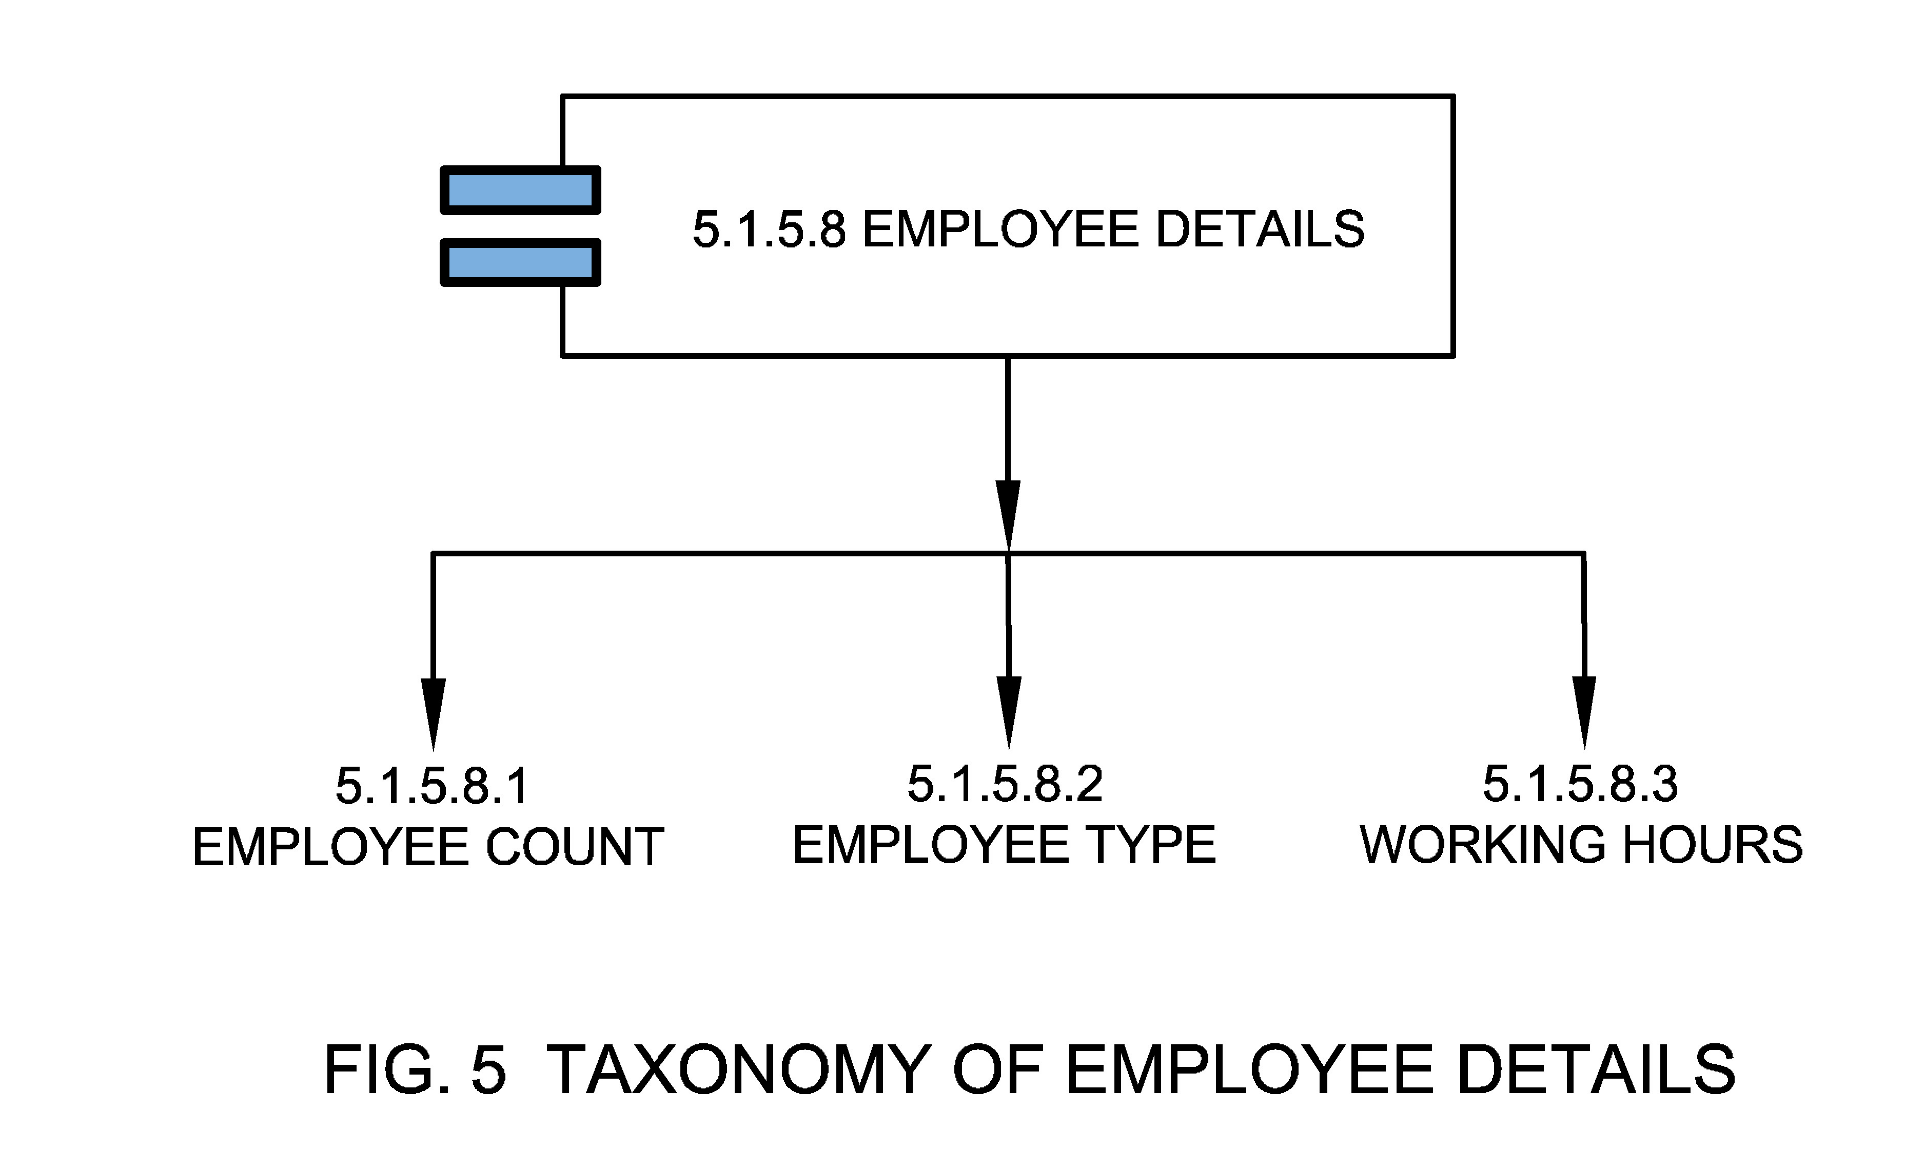 5.1.5.8 EMPLOYEE DETAILS
5.1.5.8.1
EMPLOYEE COUNT
5.1.5.8.2
EMPLOYEE TYPE
5.1.5.8.3
WORKING HOURS
FIG. 5 TAXONOMY OF EMPLOYEE DETAILS